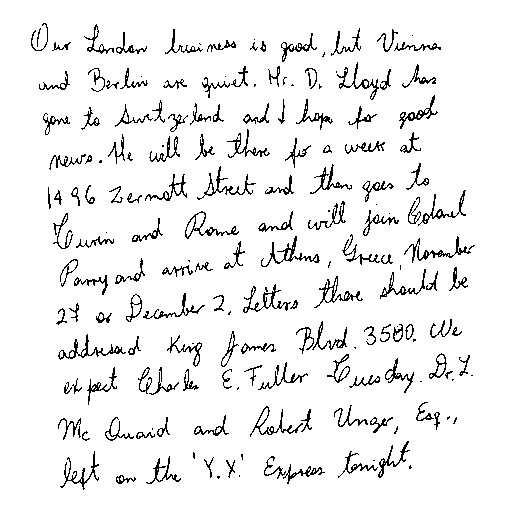 Our London business is good, but Vienna
and Berlin are quiet. Mr. D. Lloyd has
gone to Switzerland and I hope for good
news. He will be there for a week at
1496 Zermott Street and then goes to
Turin and Rome and will join Colonel
Parry and arrive at Athens, Greece, November
27 or December 2. Letters there should be
addressed King James Blvd. 3580. We
expect Charles E. Fuller Tuesday. Dr. L.
Mc Quaid and Robert Unger, Esq.,
left on the 'Y.X.' Express tonight.